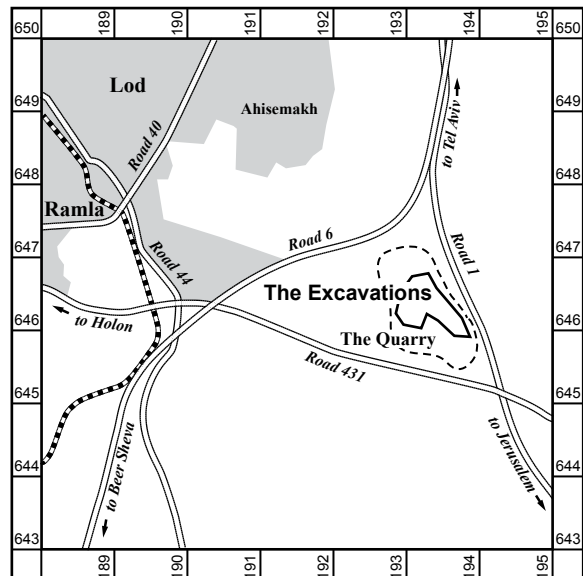 650 189 190 191 192 193 194 195 650
649 649
648 648
647 647
646 646
645 645
644 644
643 189 190 191 192 193 194 195 643
Lod
Ahisemakh
Road 40
to Tel Aviv
Ramla
Road 44
Road 6
Road 1
The Excavations
to Holon
The Quarry
Road 431
to Beer Sheva
to Jerusalem